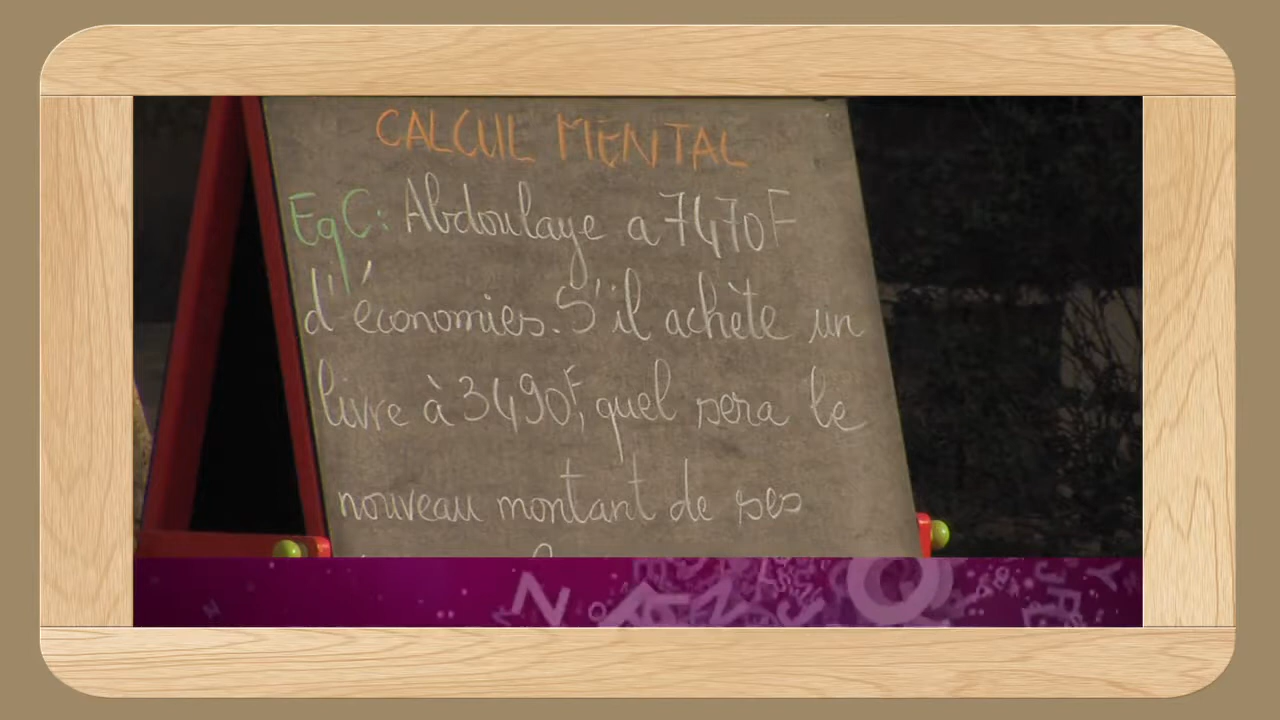 CALCUL MENTAL
EqC: Abdoulaye a 7470F
d'économies. S'il achète un
livre à 3490F, quel sera le
nouveau montant de ses